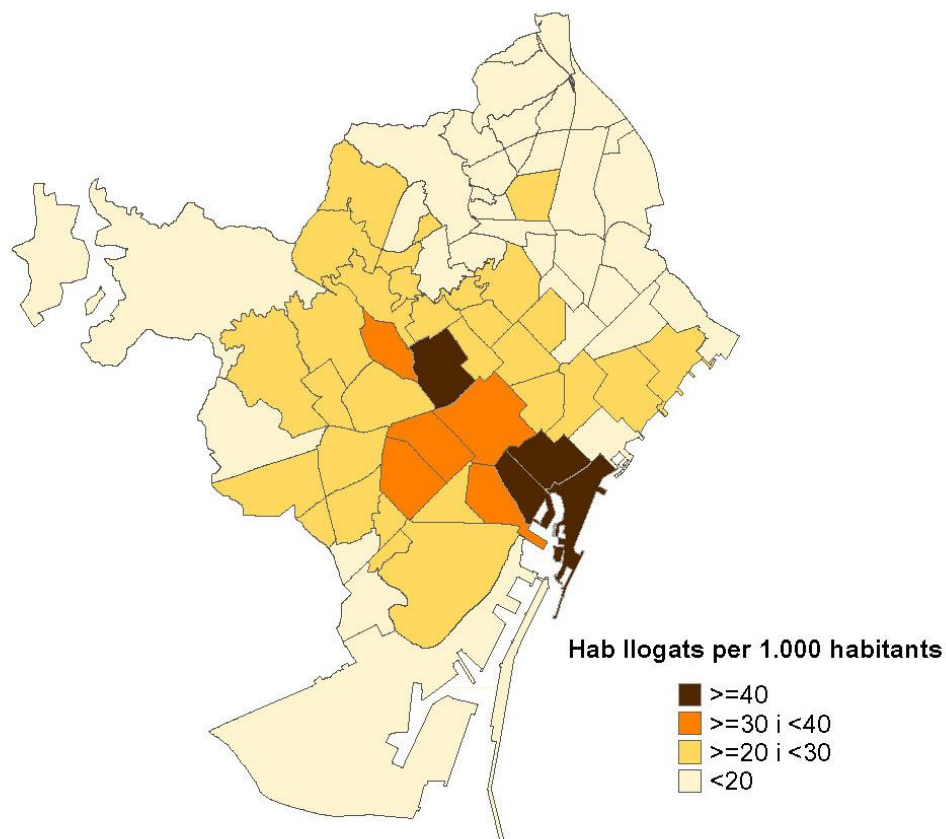 Hab llogats per 1.000 habitants
>=40
>=30 i <40
>=20 i <30
<20